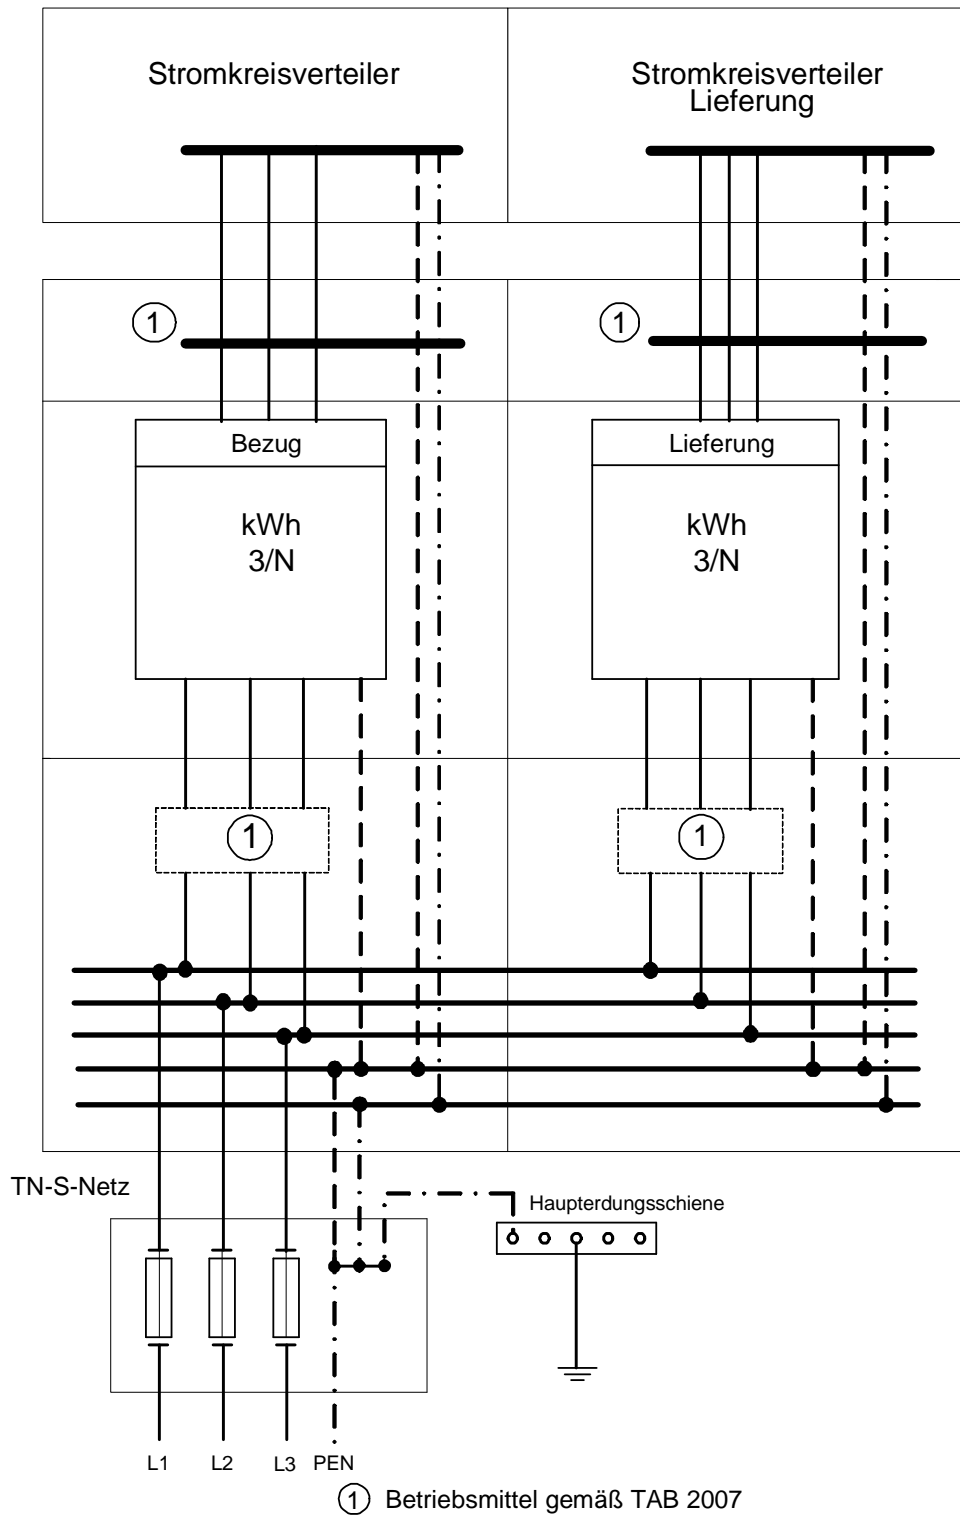 Stromkreisverteiler
Stromkreisverteiler
Lieferung
1
1
Bezug
Lieferung
kWh
3/N
kWh
3/N
1
1
TN-S-Netz
Haupterdungsschiene
L1 L2 L3 PEN
1 Betriebsmittel gemäß TAB 2007